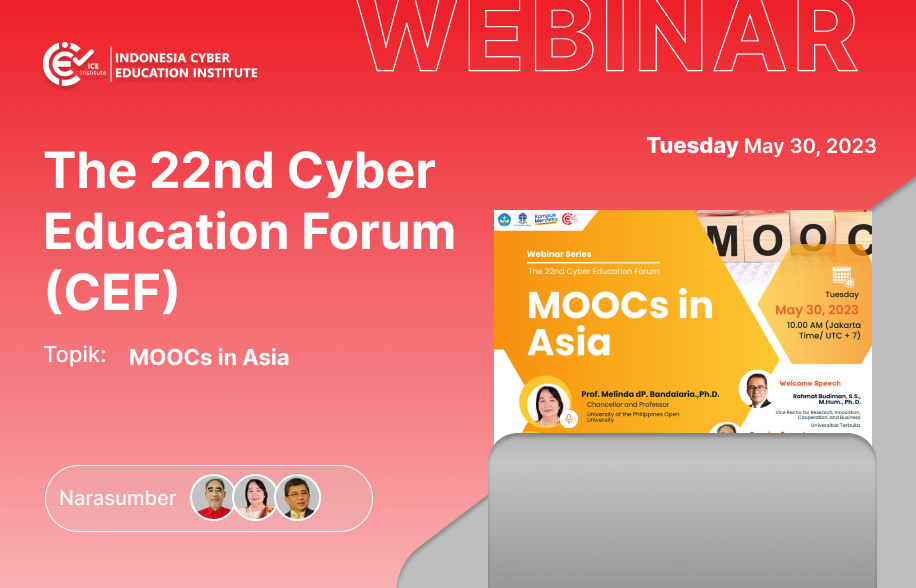 WEBINAR
ICE
Institute
INDONESIA CYBER
EDUCATION INSTITUTE
Tuesday May 30, 2023
The 22nd Cyber
Education Forum
(CEF)
Topik: MOOCs in Asia
Narasumber
Kampus
Merdeka
MOOC
Webinar Series
The 22nd Cyber Education Forum
MOOCs in
Asia
Tuesday
May 30, 2023
10.00 AM (Jakarta
Time/ UTC + 7)
Prof. Melinda dP. Bandalaria.,Ph.D.
Chancellor and Professor
University of the Philippines Open
University
Welcome Speech
Rahmat Budiman, S.S.,
M.Hum., Ph. D.
Vice Rector for Research, Innovation,
Cooperation, and Business
Universitas Terbuka